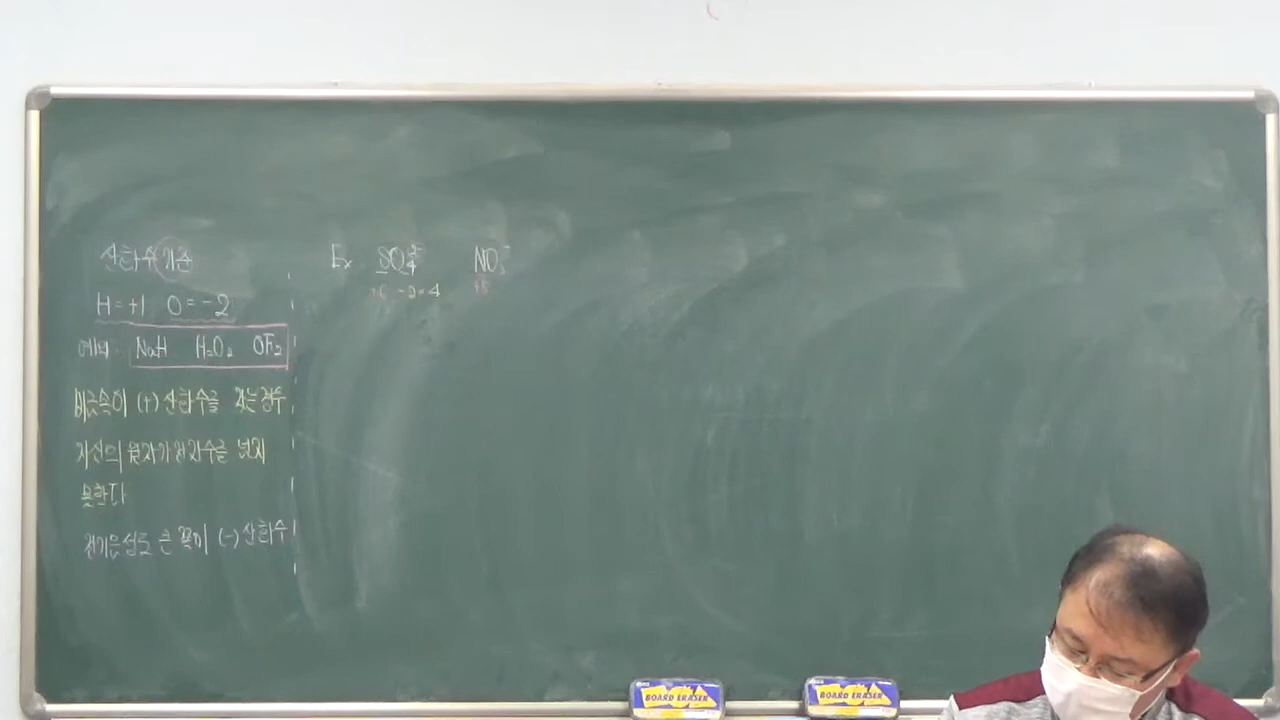 산화수 기준
H = +1 O = -2
예외. NaH H₂O₂ OF₂
비금속이 (+) 산화수를 갖는 경우
자신의 원자가 전자수를 넘지
못한다
전기음성도 큰 쪽이 (-) 산화수
Ex SO₄²⁻ NO₃⁻
+6 -2×4 +5
BOARD ERASER
BOARD ERASER